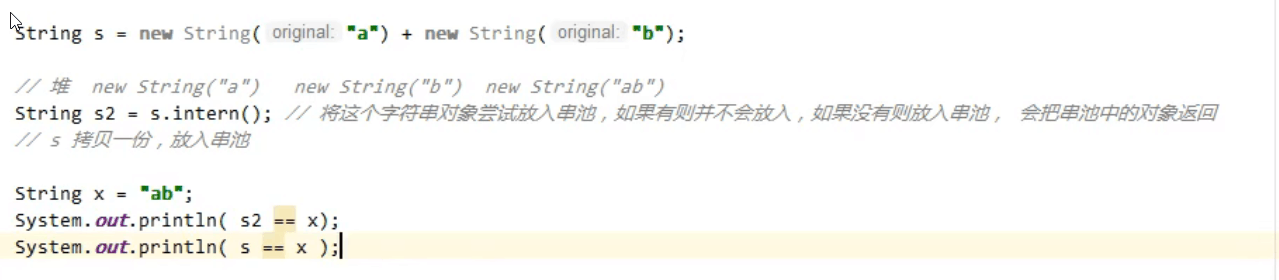 String s = new String( original: "a") + new String( original: "b");
// 堆  new String("a")   new String("b")  new String("ab")
String s2 = s.intern(); // 将这个字符串对象尝试放入串池，如果有则并不会放入，如果没有则放入串池， 会把串池中的对象返回
// s 拷贝一份，放入串池
String x = "ab";
System.out.println( s2 == x);
System.out.println( s == x );